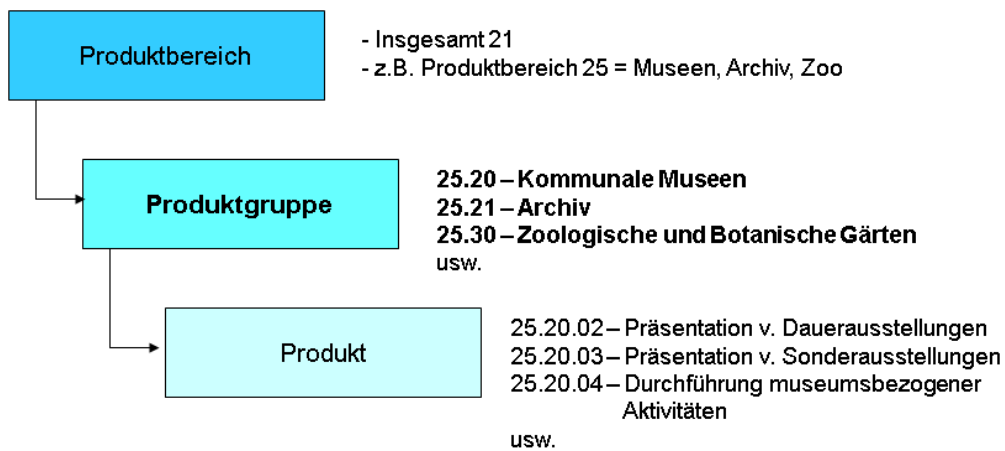 Produktbereich
- Insgesamt 21
- z.B. Produktbereich 25 = Museen, Archiv, Zoo
Produktgruppe
25.20 – Kommunale Museen
25.21 – Archiv
25.30 – Zoologische und Botanische Gärten
usw.
Produkt
25.20.02 – Präsentation v. Dauerausstellungen
25.20.03 – Präsentation v. Sonderausstellungen
25.20.04 – Durchführung museumsbezogener
Aktivitäten
usw.